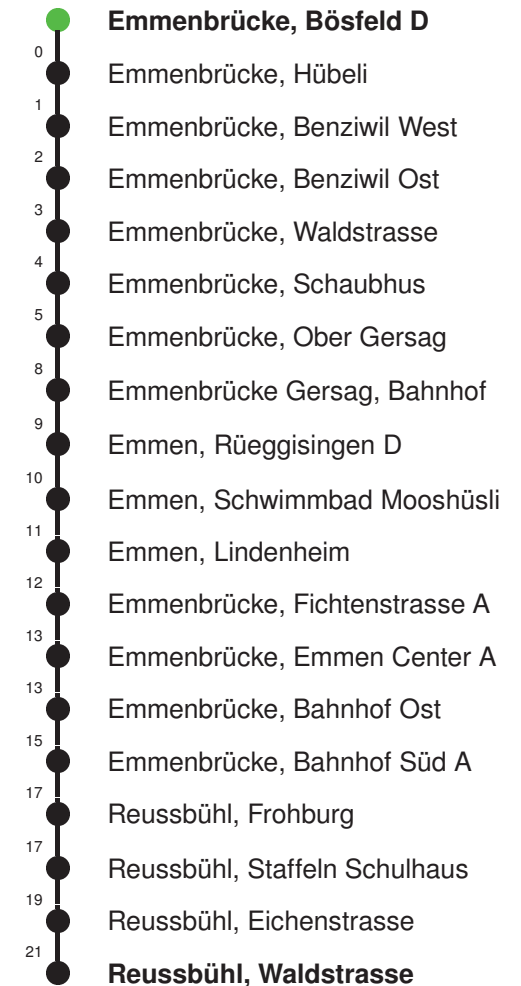 Emmenbrücke, Bösfeld D
0
Emmenbrücke, Hübeli
1
Emmenbrücke, Benziwil West
2
Emmenbrücke, Benziwil Ost
3
Emmenbrücke, Waldstrasse
4
Emmenbrücke, Schaubhus
5
Emmenbrücke, Ober Gersag
8
Emmenbrücke Gersag, Bahnhof
9
Emmen, Rüeggisingen D
10
Emmen, Schwimmbad Mooshüsli
11
Emmen, Lindenheim
12
Emmenbrücke, Fichtenstrasse A
13
Emmenbrücke, Emmen Center A
13
Emmenbrücke, Bahnhof Ost
15
Emmenbrücke, Bahnhof Süd A
17
Reussbühl, Frohburg
17
Reussbühl, Staffeln Schulhaus
19
Reussbühl, Eichenstrasse
21
Reussbühl, Waldstrasse